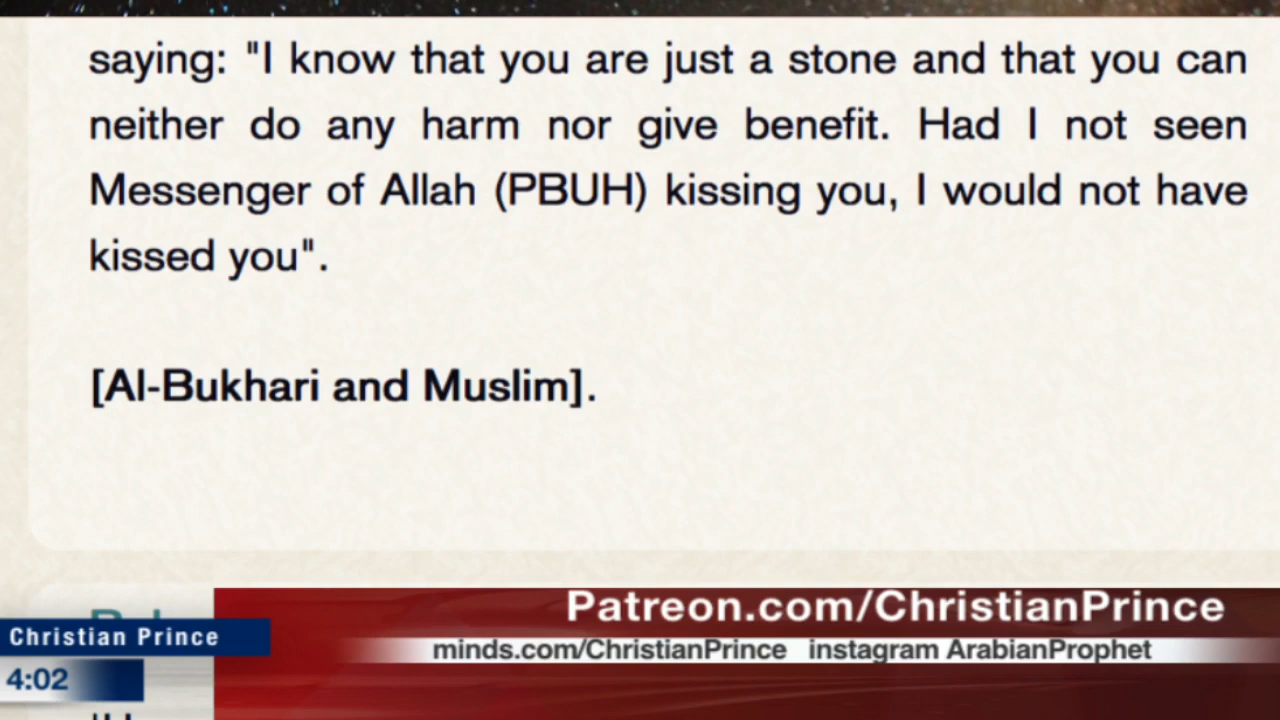 saying: "I know that you are just a stone and that you can
neither do any harm nor give benefit. Had I not seen
Messenger of Allah (PBUH) kissing you, I would not have
kissed you".
[Al-Bukhari and Muslim].
Patreon.com/ChristianPrince
Christian Prince
minds.com/ChristianPrince instagram ArabianProphet
4:02